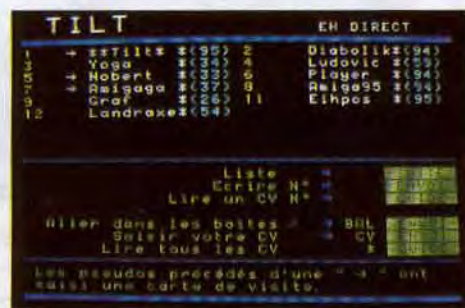 TILT EN DIRECT
1 → **Tilt* *(95) 2 Diabolik*(94)
3 Yoga *(34) 4 Ludovic *(59)
5 → Nobert *(33) 6 Player *(94)
7 → Amigaga *(37) 8 Amiga95 *(94)
9 Graf *(26) 11 Elhpos *(95)
12 Landraxe*(54)
Liste →
Ecrire N° →
Lire un CV N° →
Aller dans les boites → BAL
Saisir votre CV → CV
Lire tous les CV *
Les pseudos précédés d'une " → " ont
saisi une carte de visite.